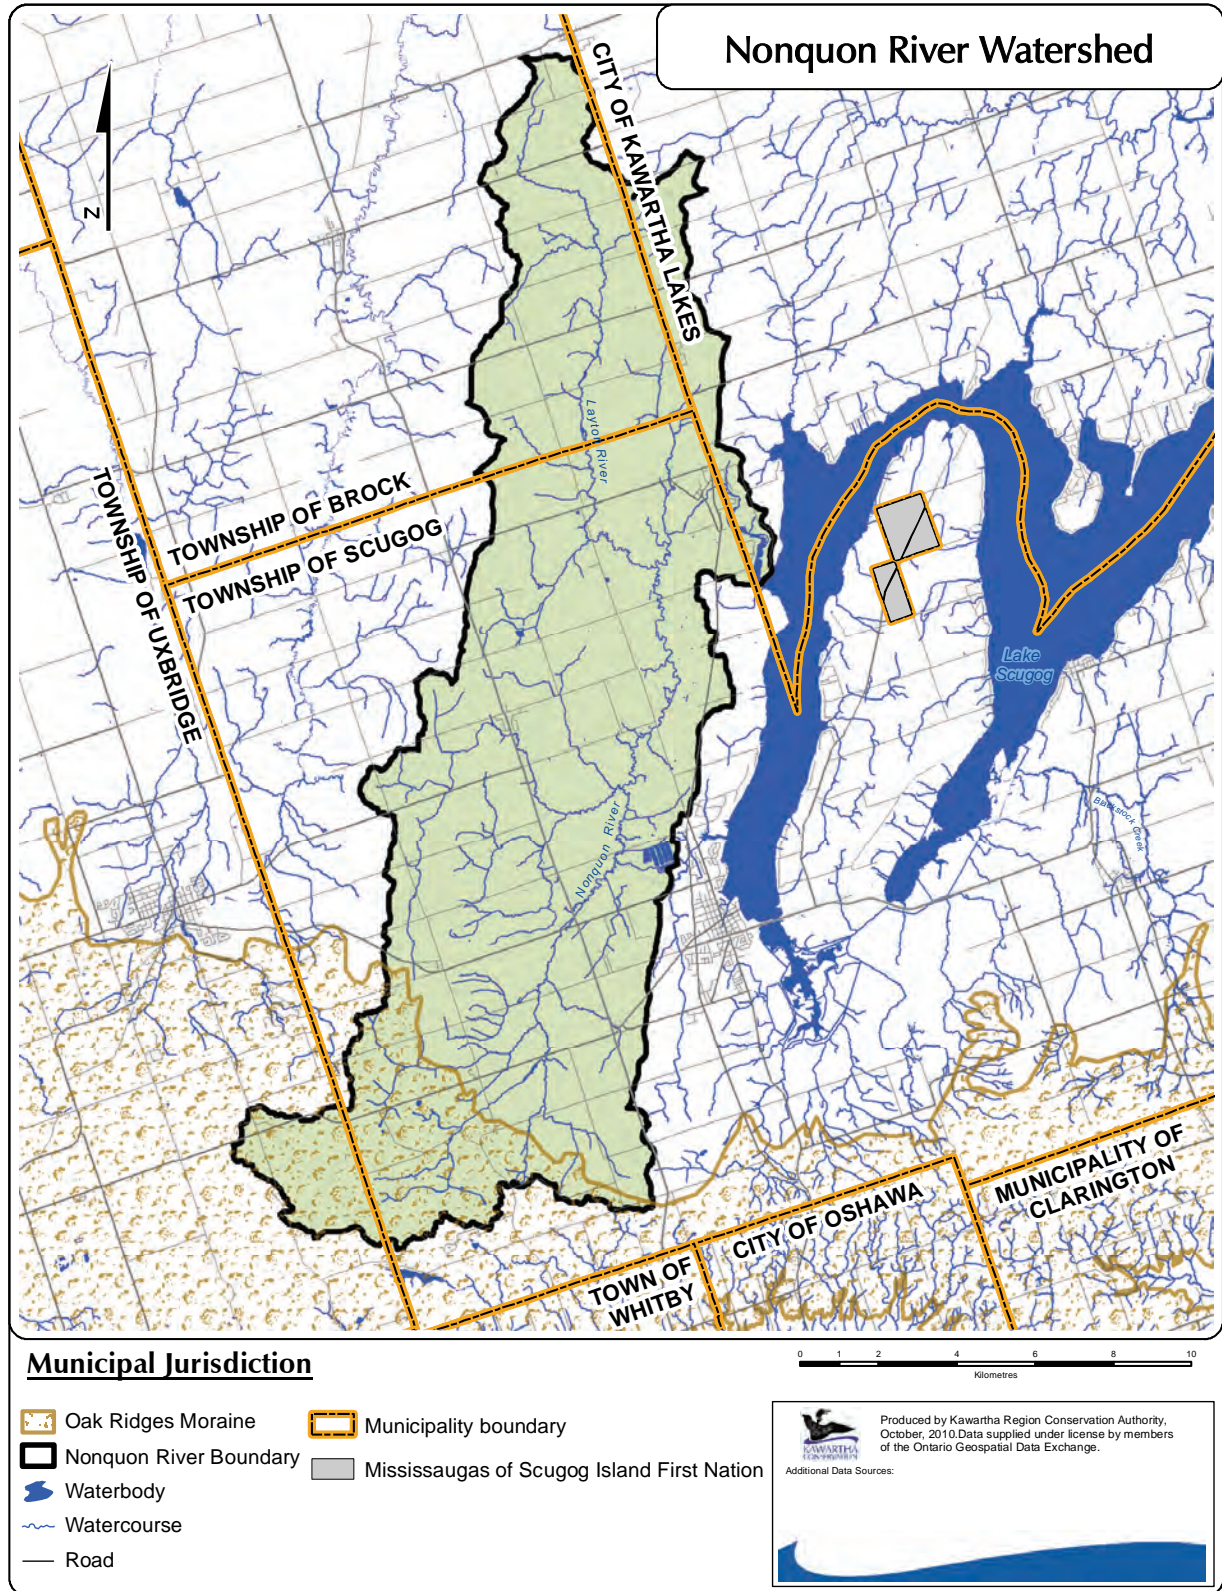 Nonquon River Watershed
CITY OF KAWARTHA LAKES
Z
Layton River
TOWNSHIP OF BROCK
TOWNSHIP OF SCUGOG
TOWNSHIP OF UXBRIDGE
Lake
Scugog
Nonquon River
Blackstock Creek
MUNICIPALITY OF
CLARINGTON
CITY OF OSHAWA
TOWN OF
WHITBY
Municipal Jurisdiction
0 1 2 4 6 8 10
Kilometres
Oak Ridges Moraine
Nonquon River Boundary
Waterbody
Watercourse
Road
Municipality boundary
Mississaugas of Scugog Island First Nation
KAWARTHA
CONSERVATION
Produced by Kawartha Region Conservation Authority,
October, 2010.Data supplied under license by members
of the Ontario Geospatial Data Exchange.
Additional Data Sources: